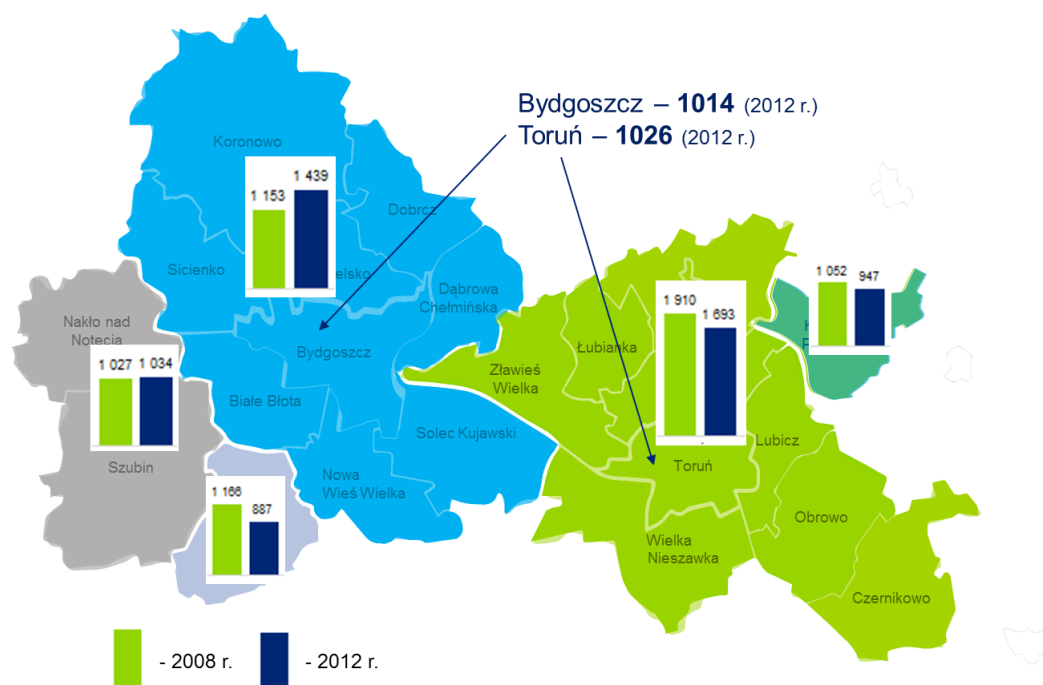 Bydgoszcz – 1014 (2012 r.)
Toruń – 1026 (2012 r.)
Koronowo
1 153
1 439
Dobrcz
Sicienko
Dąbrowa
Chełmińska
1 052
947
Nakło nad
Notecią
1 027
1 034
Bydgoszcz
1 910
1 693
Łubianka
Zławieś
Wielka
Białe Błota
Solec Kujawski
Lubicz
Szubin
Toruń
Nowa
Wieś Wielka
1 166
887
Obrowo
Wielka
Nieszawka
Czernikowo
- 2008 r.
- 2012 r.